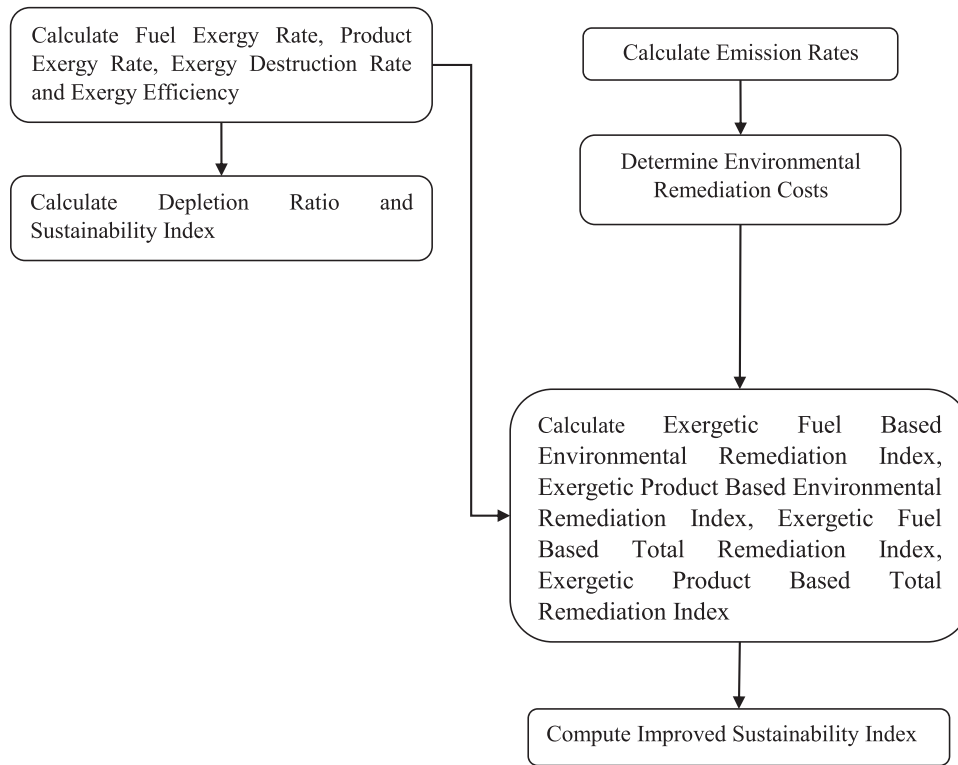 Calculate Fuel Exergy Rate, Product
Exergy Rate, Exergy Destruction Rate
and Exergy Efficiency
Calculate Depletion Ratio and
Sustainability Index
Calculate Emission Rates
Determine Environmental
Remediation Costs
Calculate Exergetic Fuel Based
Environmental Remediation Index,
Exergetic Product Based Environmental
Remediation Index, Exergetic Fuel
Based Total Remediation Index,
Exergetic Product Based Total
Remediation Index
Compute Improved Sustainability Index